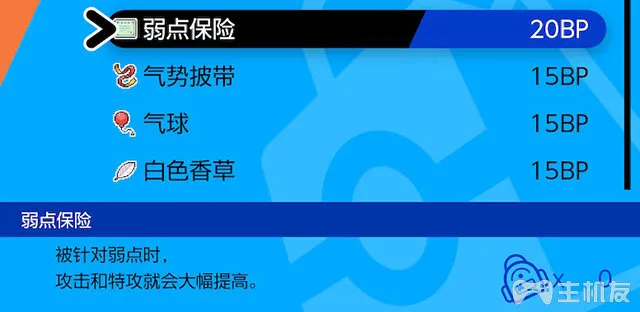 弱点保险 20BP
气势披带 15BP
气球 15BP
白色香草 15BP
弱点保险
被针对弱点时，
攻击和特攻就会大幅提高。
x 0
主机友